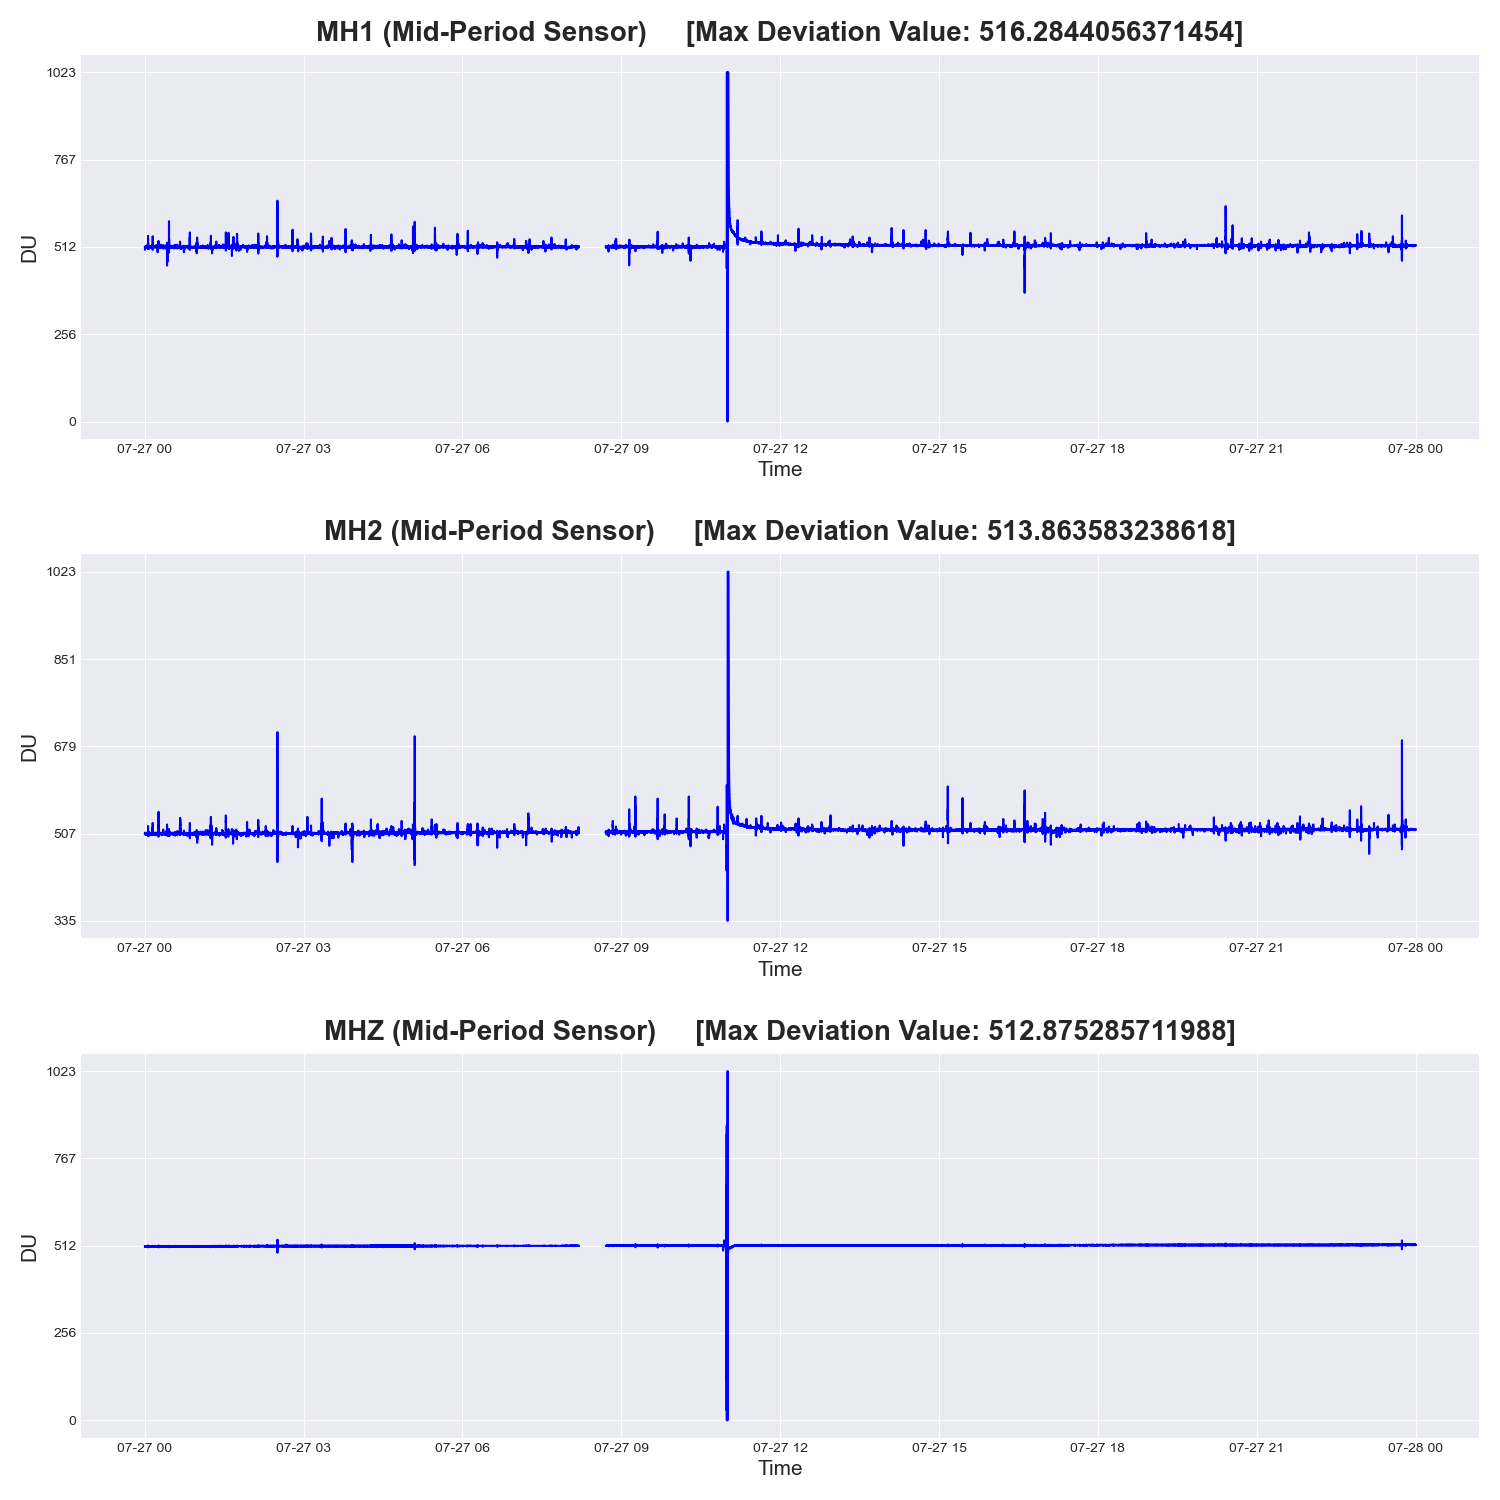 MH1 (Mid-Period Sensor) [Max Deviation Value: 516.2844056371454]
1023
767
512
256
0
DU
07-27 00 07-27 03 07-27 06 07-27 09 07-27 12 07-27 15 07-27 18 07-27 21 07-28 00
Time
MH2 (Mid-Period Sensor) [Max Deviation Value: 513.863583238618]
1023
851
679
507
335
DU
07-27 00 07-27 03 07-27 06 07-27 09 07-27 12 07-27 15 07-27 18 07-27 21 07-28 00
Time
MHZ (Mid-Period Sensor) [Max Deviation Value: 512.875285711988]
1023
767
512
256
0
DU
07-27 00 07-27 03 07-27 06 07-27 09 07-27 12 07-27 15 07-27 18 07-27 21 07-28 00
Time